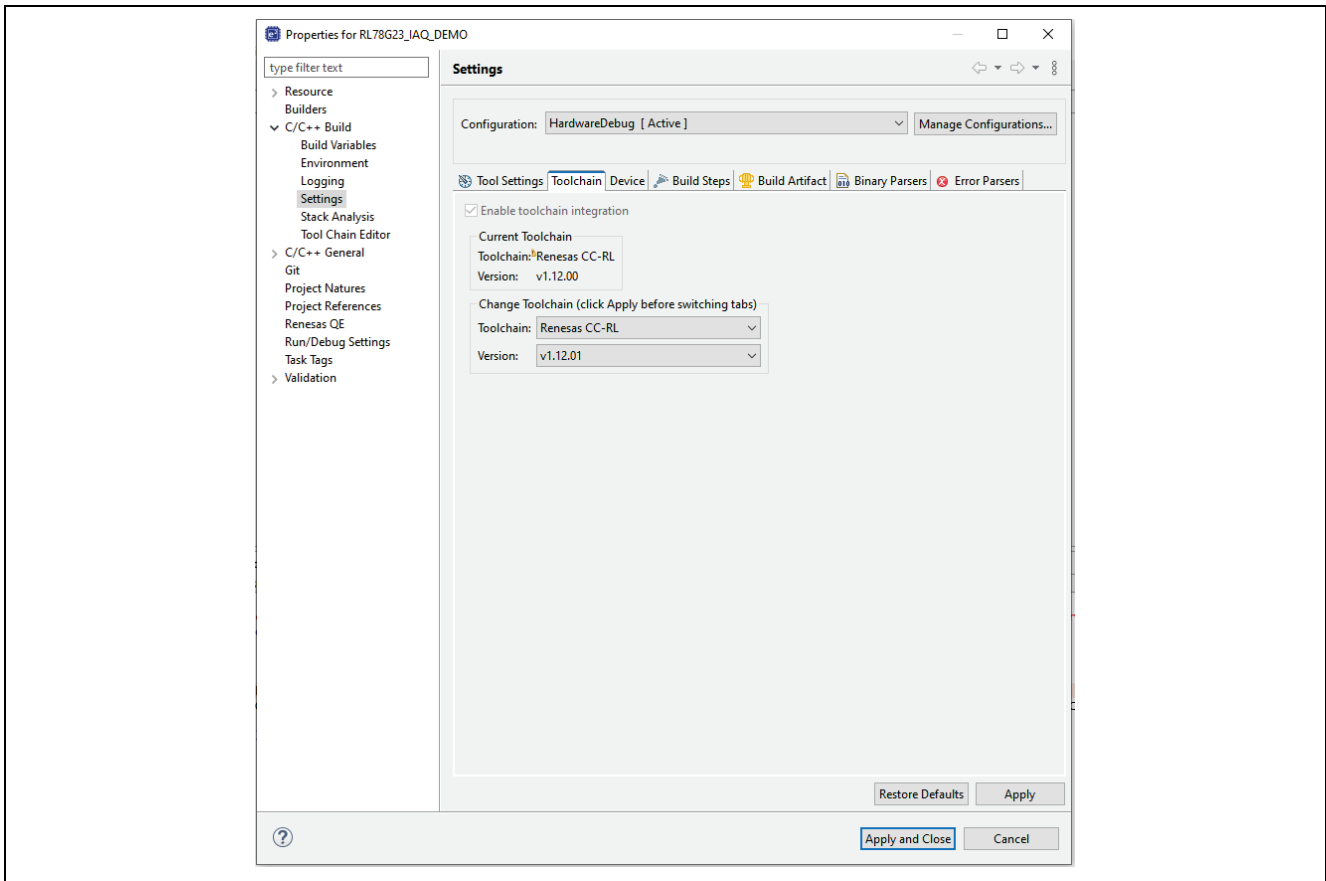 Properties for RL78G23_IAQ_DEMO
type filter text
Resource
Builders
C/C++ Build
Build Variables
Environment
Logging
Settings
Stack Analysis
Tool Chain Editor
C/C++ General
Git
Project Natures
Project References
Renesas QE
Run/Debug Settings
Task Tags
Validation
Settings
Configuration: HardwareDebug [ Active ] Manage Configurations...
Tool Settings Toolchain Device Build Steps Build Artifact Binary Parsers Error Parsers
Enable toolchain integration
Current Toolchain
Toolchain: Renesas CC-RL
Version: v1.12.00
Change Toolchain (click Apply before switching tabs)
Toolchain: Renesas CC-RL
Version: v1.12.01
Restore Defaults Apply
Apply and Close Cancel